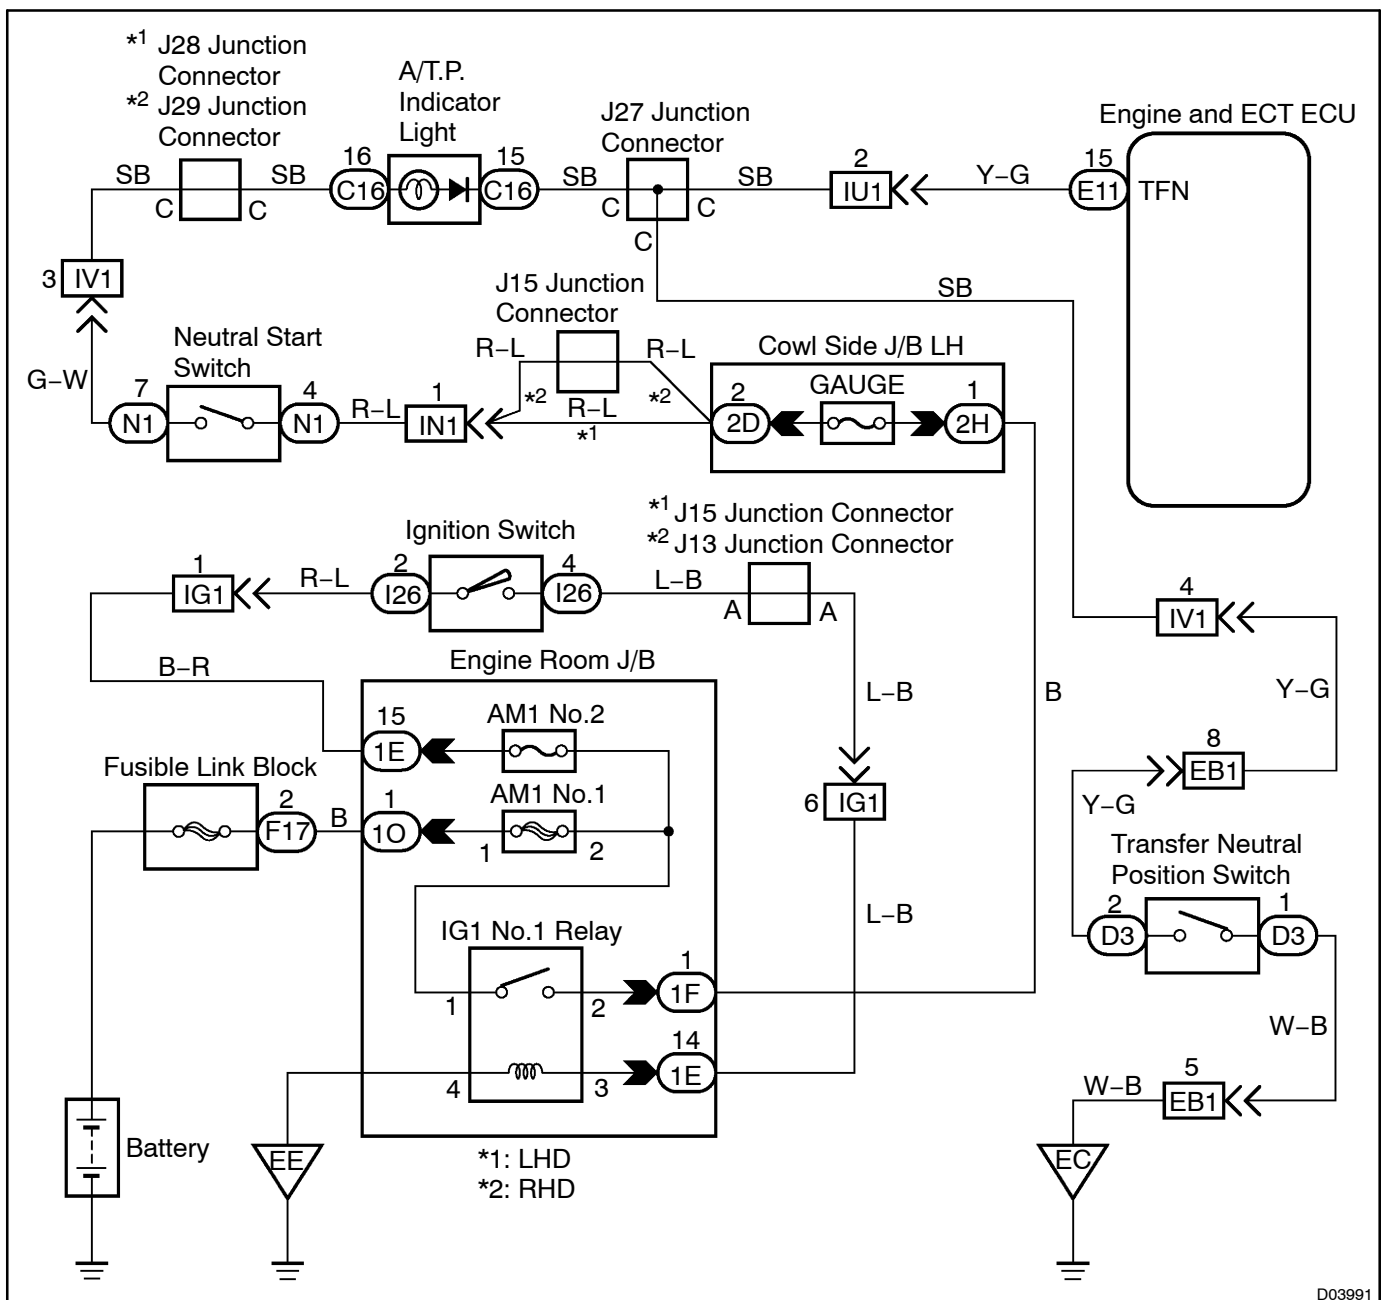 *1 J28 Junction
Connector
*2 J29 Junction
Connector
A/T.P.
Indicator
Light
J27 Junction
Connector
Engine and ECT ECU
SB
C
C
SB
16
C16
15
C16
SB
C
C
C
SB
2
IU1
Y−G
15
E11
TFN
3
IV1
G−W
Neutral Start
Switch
7
N1
4
N1
R−L
1
IN1
J15 Junction
Connector
R−L
R−L
*2
*2
R−L
*1
SB
Cowl Side J/B LH
GAUGE
2
2D
1
2H
*1 J15 Junction Connector
*2 J13 Junction Connector
Ignition Switch
1
IG1
R−L
2
I26
4
I26
L−B
A
A
4
IV1
B−R
Engine Room J/B
L−B
B
Y−G
15
1E
AM1 No.2
Fusible Link Block
2
F17
B
1
1O
AM1 No.1
1
2
6
IG1
8
EB1
Y−G
Transfer Neutral
Position Switch
2
D3
1
D3
L−B
IG1 No.1 Relay
1
2
1
1F
4
3
14
1E
W−B
W−B
5
EB1
Battery
EE
EC
*1: LHD
*2: RHD
D03991